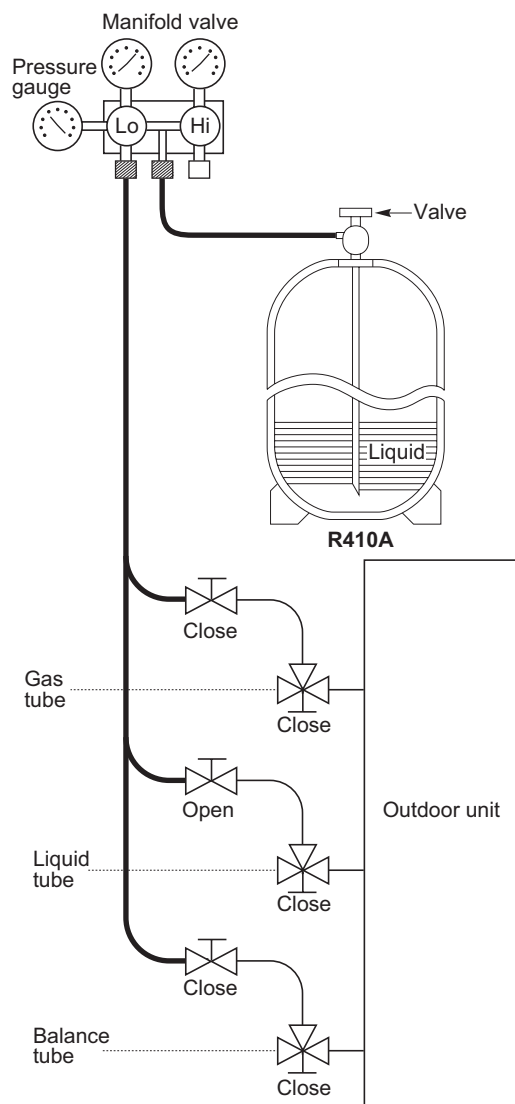 Manifold valve
Pressure
gauge
Lo
Hi
Valve
Liquid
R410A
Close
Gas
tube
Close
Open
Outdoor unit
Liquid
tube
Close
Close
Balance
tube
Close